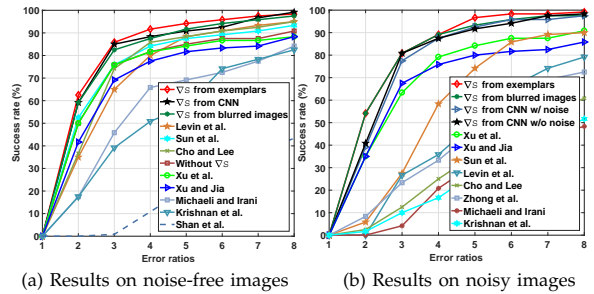 100
90
80
70
60
50
40
30
20
10
0
Success rate (%)
1 2 3 4 5 6 7 8
Error ratios
∇S from exemplars
∇S from CNN
∇S from blurred images
Levin et al.
Sun et al.
Cho and Lee
Without ∇S
Xu et al.
Xu and Jia
Michaeli and Irani
Krishnan et al.
Shan et al.
(a) Results on noise-free images
100
90
80
70
60
50
40
30
20
10
0
Success rate (%)
1 2 3 4 5 6 7 8
Error ratios
∇S from exemplars
∇S from blurred images
∇S from CNN w/ noise
∇S from CNN w/o noise
Xu et al.
Xu and Jia
Sun et al.
Levin et al.
Cho and Lee
Zhong et al.
Michaeli and Irani
Krishnan et al.
(b) Results on noisy images